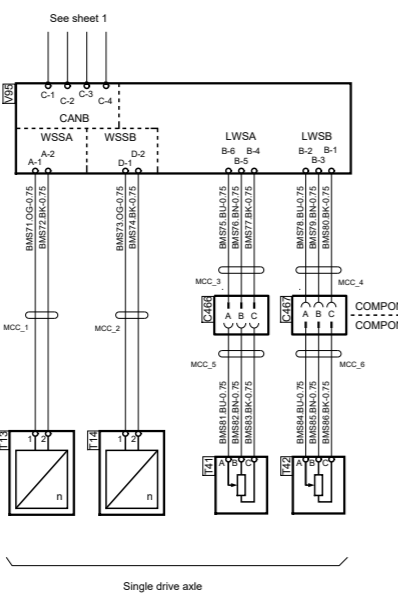 See sheet 1
V95
C-1 C-2 C-3 C-4
CANB
WSSA WSSB LWSA LWSB
A-1 A-2 D-1 D-2 B-6 B-5 B-4 B-2 B-3 B-1
BMS71.OG-0.75
BMS72.BK-0.75
BMS73.OG-0.75
BMS74.BK-0.75
BMS75.BU-0.75
BMS76.BN-0.75
BMS77.BK-0.75
BMS78.BU-0.75
BMS79.BN-0.75
BMS80.BK-0.75
MCC_3 MCC_4
C466 A B C
C467 A B C
COMPON
COMPON
MCC_1 MCC_2
MCC_5 MCC_6
BMS81.BU-0.75
BMS82.BN-0.75
BMS83.BK-0.75
BMS84.BU-0.75
BMS85.BN-0.75
BMS86.BK-0.75
T13 1 2 n
T14 1 2 n
T41 A B C
T42 A B C
Single drive axle